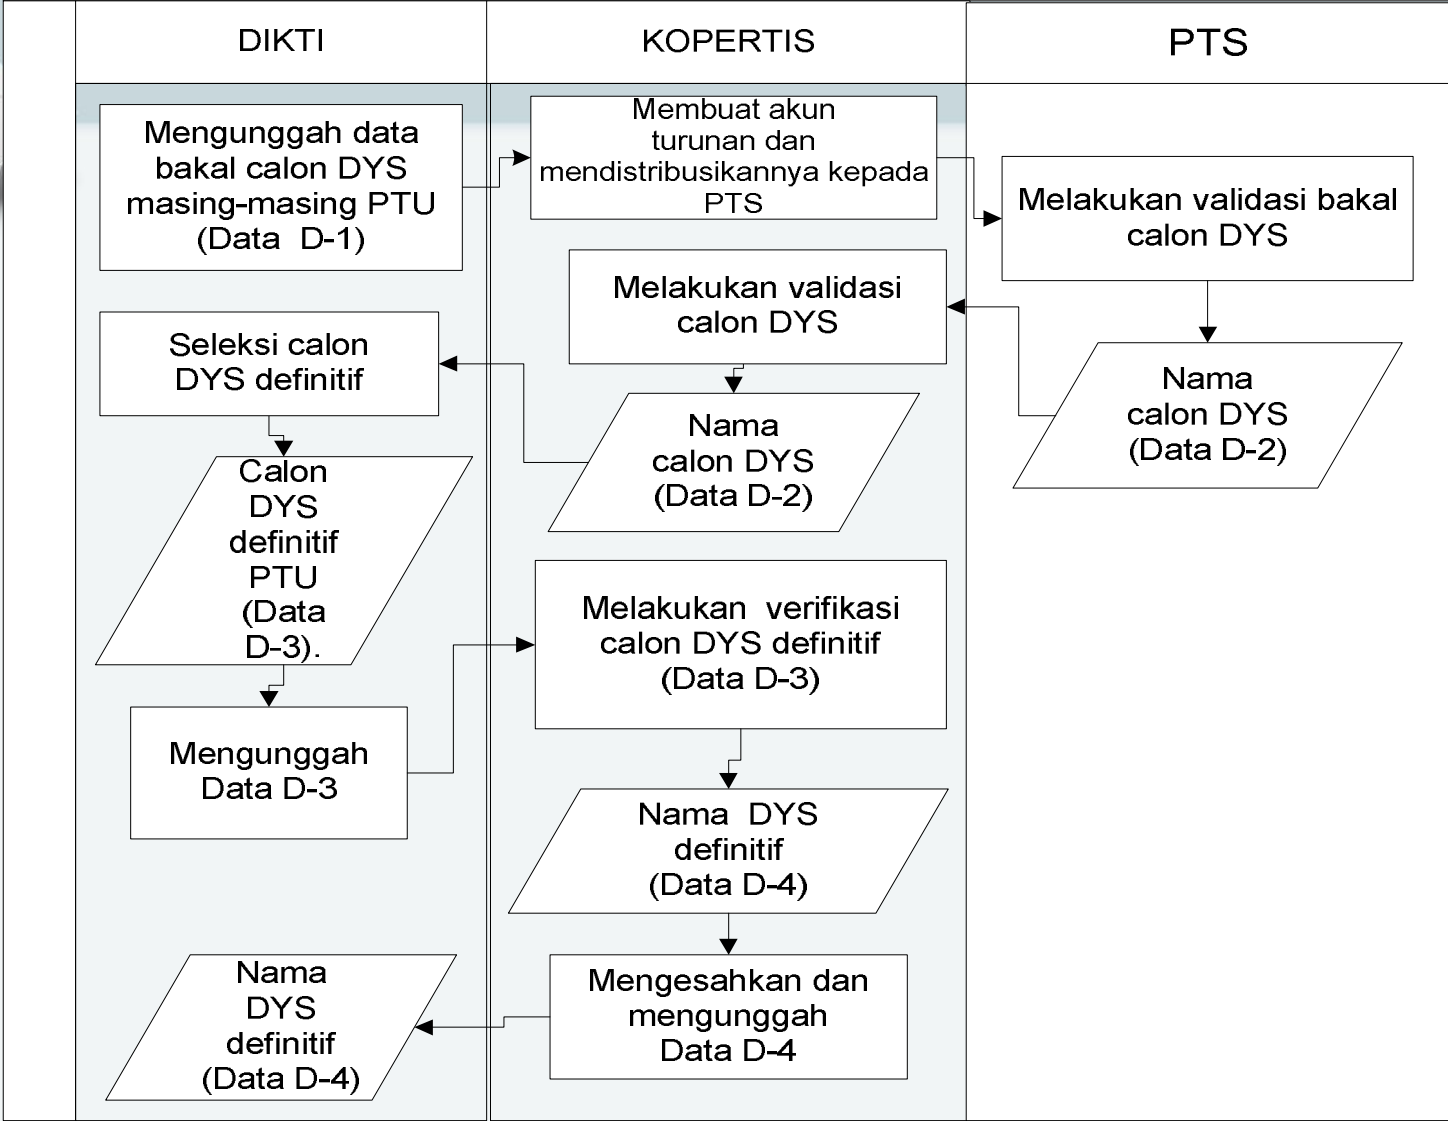 DIKTI
KOPERTIS
PTS
Mengunggah data
bakal calon DYS
masing-masing PTU
(Data D-1)
Membuat akun
turunan dan
mendistribusikannya kepada
PTS
Melakukan validasi bakal
calon DYS
Nama
calon DYS
(Data D-2)
Melakukan validasi
calon DYS
Nama
calon DYS
(Data D-2)
Seleksi calon
DYS definitif
Calon
DYS
definitif
PTU
(Data
D-3).
Mengunggah
Data D-3
Melakukan verifikasi
calon DYS definitif
(Data D-3)
Nama DYS
definitif
(Data D-4)
Mengesahkan dan
mengunggah
Data D-4
Nama
DYS
definitif
(Data D-4)